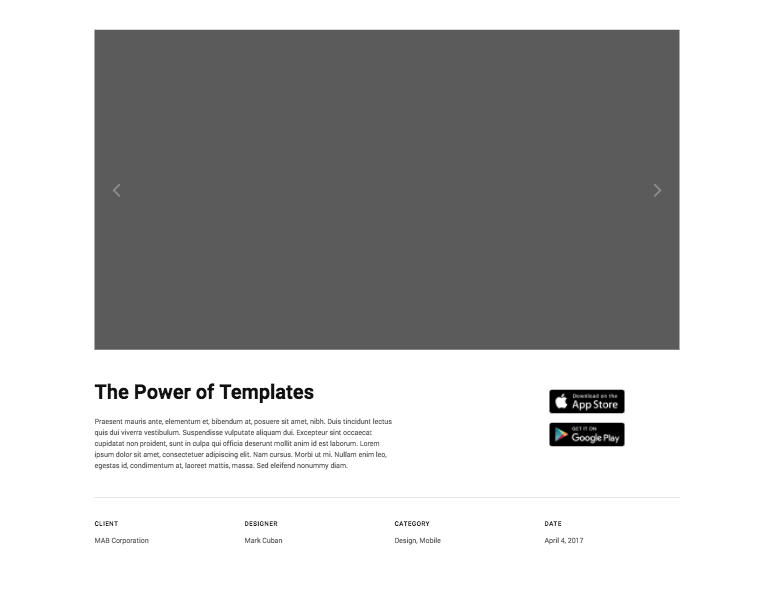 The Power of Templates
Praesent mauris ante, elementum et, bibendum at, posuere sit amet, nibh. Duis tincidunt lectus
quis dui viverra vestibulum. Suspendisse vulputate aliquam dui. Excepteur sint occaecat
cupidatat non proident, sunt in culpa qui officia deserunt mollit anim id est laborum. Lorem
ipsum dolor sit amet, consectetuer adipiscing elit. Nam cursus. Morbi ut mi. Nullam enim leo,
egestas id, condimentum at, laoreet mattis, massa. Sed eleifend nonummy diam.
Download on the
App Store
GET IT ON
Google Play
CLIENT
MAB Corporation
DESIGNER
Mark Cuban
CATEGORY
Design, Mobile
DATE
April 4, 2017